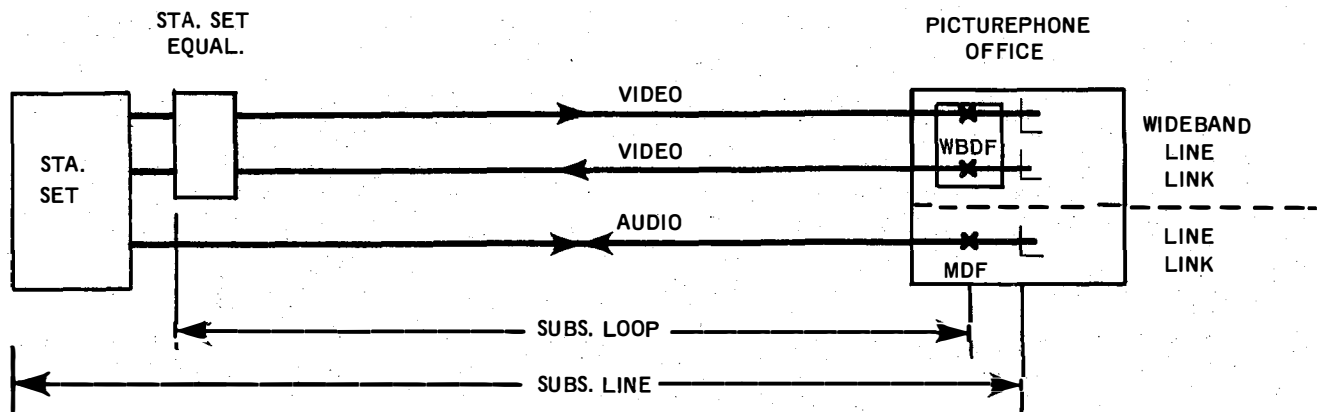 STA. SET
EQUAL.
PICTUREPHONE
OFFICE
VIDEO
WIDEBAND
LINE
LINK
WBDF
VIDEO
STA.
SET
AUDIO
LINE
LINK
MDF
SUBS. LOOP
SUBS. LINE